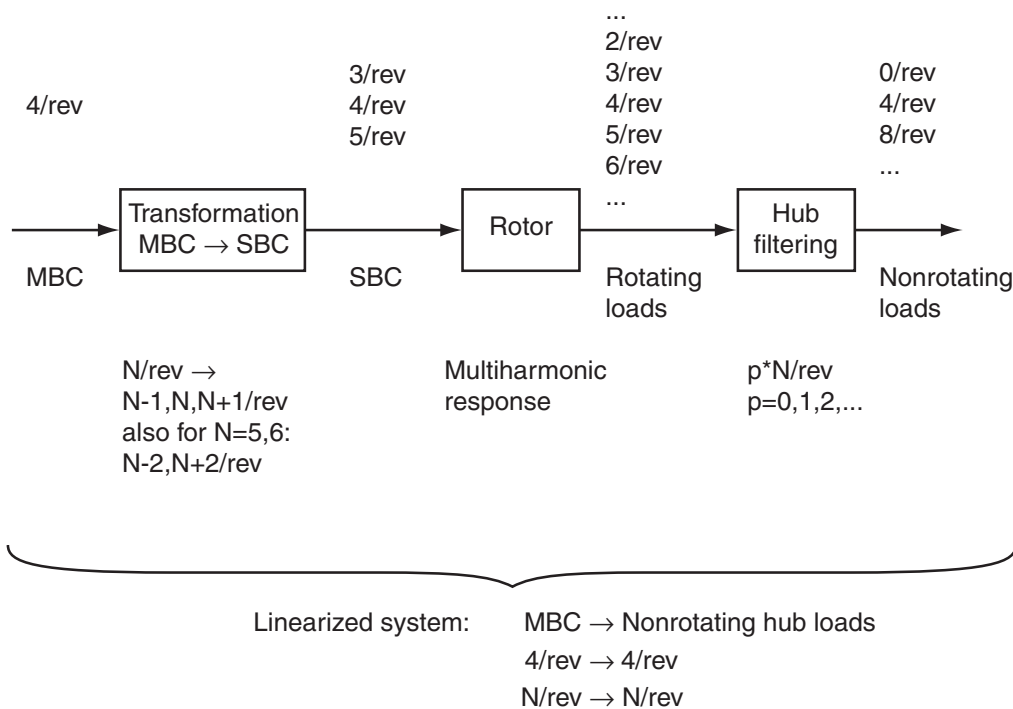 4/rev
3/rev
4/rev
5/rev
...
2/rev
3/rev
4/rev
5/rev
6/rev
...
0/rev
4/rev
8/rev
...
Transformation
MBC → SBC
Rotor
Hub
filtering
MBC
SBC
Rotating
loads
Nonrotating
loads
N/rev →
N-1,N,N+1/rev
also for N=5,6:
N-2,N+2/rev
Multiharmonic
response
p*N/rev
p=0,1,2,...
Linearized system: MBC → Nonrotating hub loads
4/rev → 4/rev
N/rev → N/rev